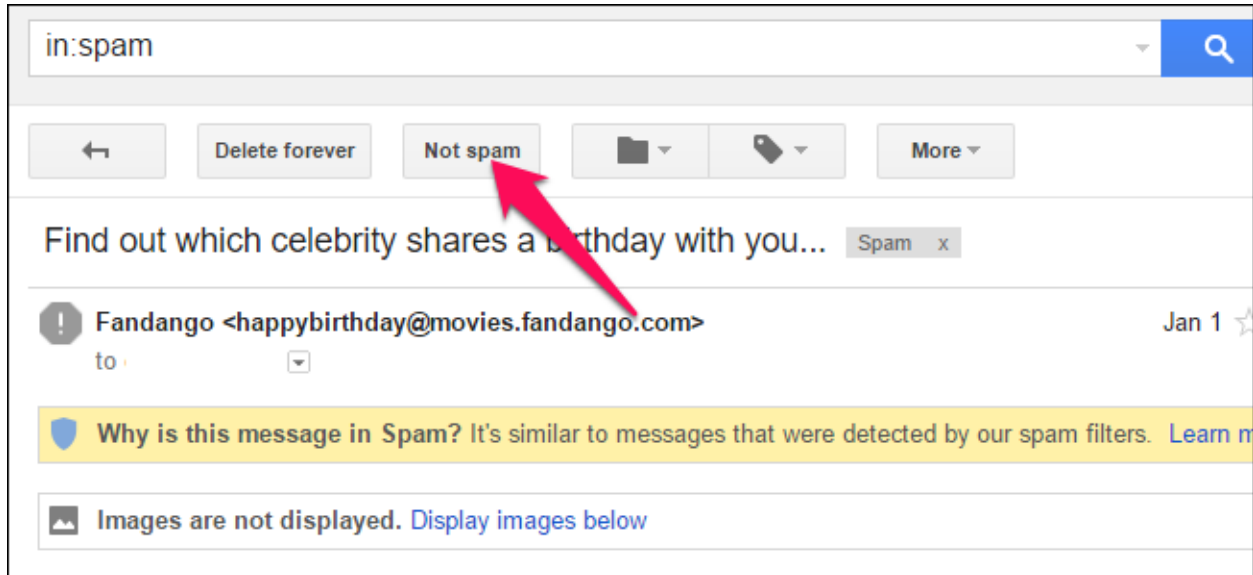 in:spam
Delete forever Not spam More
Find out which celebrity shares a birthday with you... Spam x
Fandango <happybirthday@movies.fandango.com> Jan 1
to
Why is this message in Spam? It's similar to messages that were detected by our spam filters. Learn
Images are not displayed. Display images below